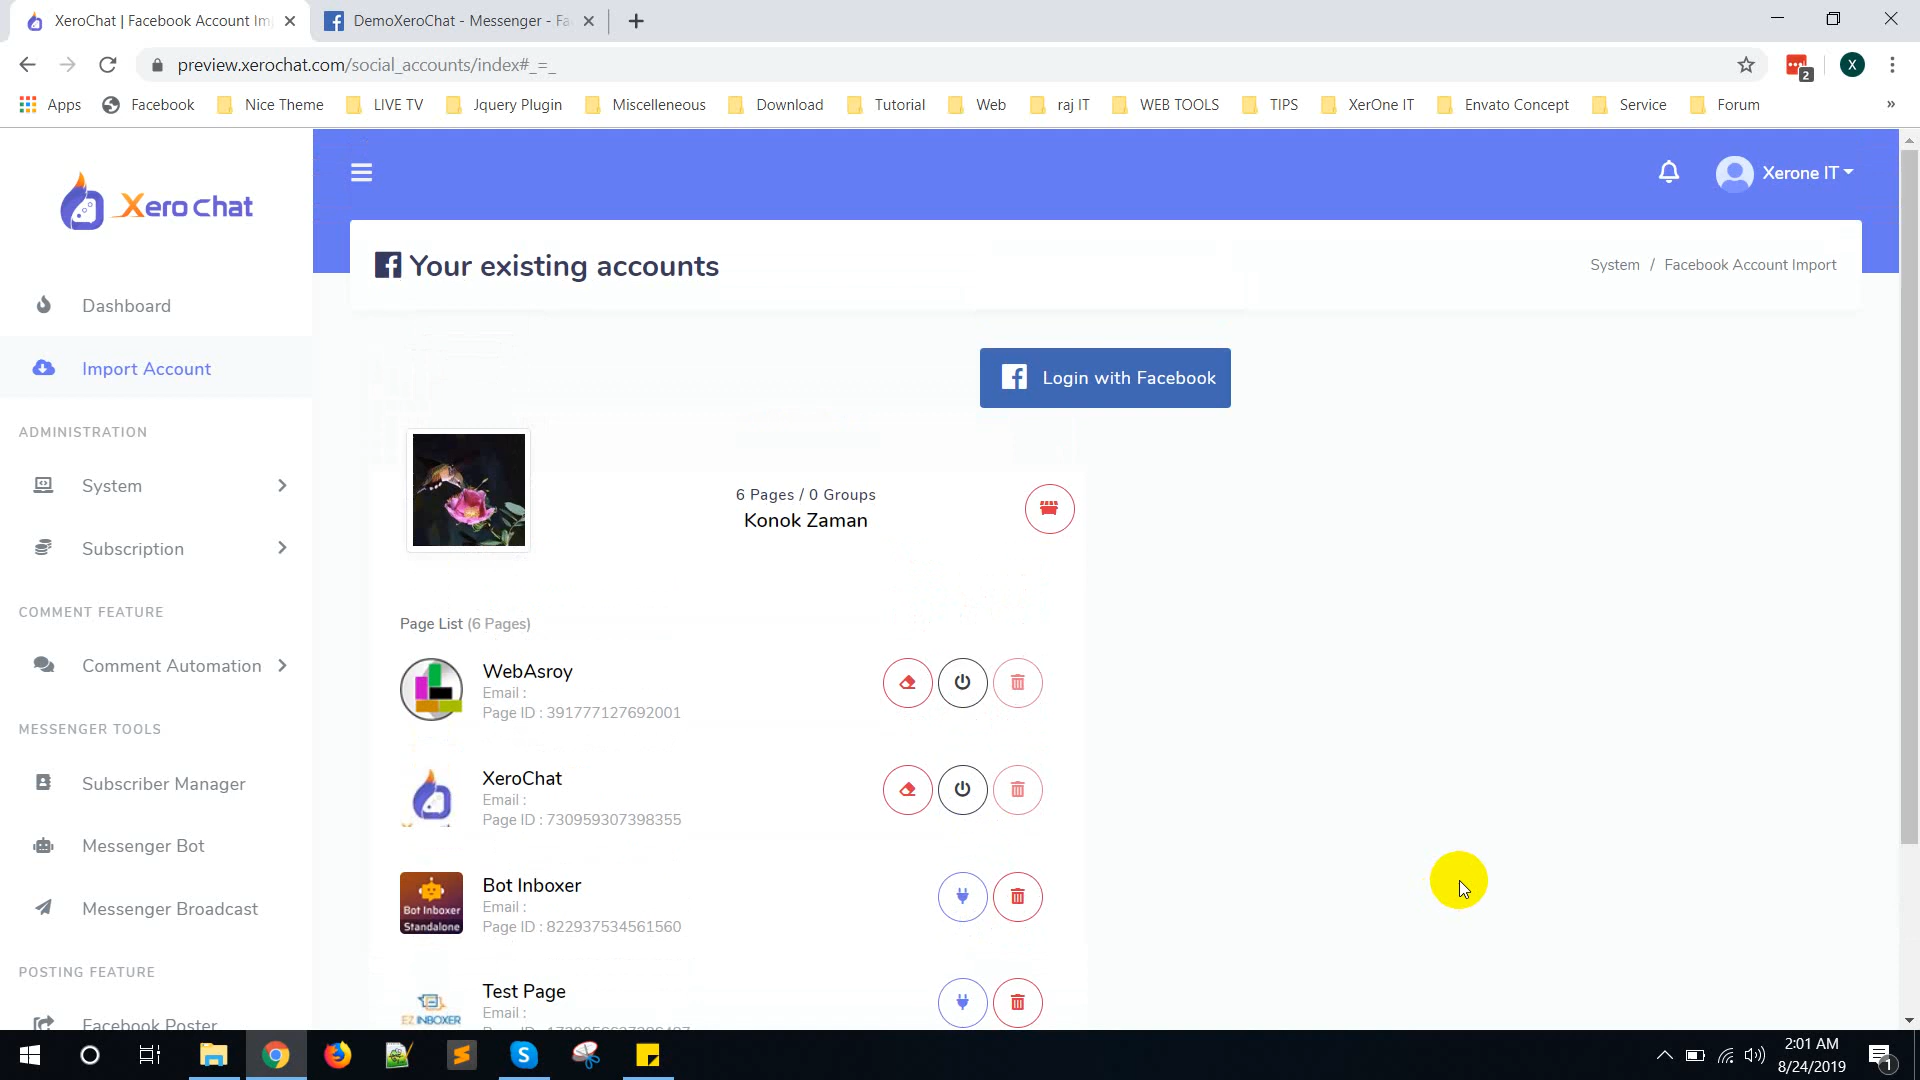 XeroChat | Facebook Account Im
DemoXeroChat - Messenger - Fa
preview.xerochat.com/social_accounts/index#_=_
2
X
Apps
Facebook
Nice Theme
LIVE TV
Jquery Plugin
Miscelleneous
Download
Tutorial
Web
raj IT
WEB TOOLS
TIPS
XerOne IT
Envato Concept
Service
Forum
»
Xero Chat
Xerone IT
Your existing accounts
System / Facebook Account Import
Dashboard
Import Account
Login with Facebook
ADMINISTRATION
System
Subscription
6 Pages / 0 Groups
Konok Zaman
COMMENT FEATURE
Comment Automation
Page List (6 Pages)
WebAsroy
Email :
Page ID : 391777127692001
MESSENGER TOOLS
Subscriber Manager
Messenger Bot
Messenger Broadcast
XeroChat
Email :
Page ID : 730959307398355
Bot Inboxer
Standalone
Bot Inboxer
Email :
Page ID : 822937534561560
POSTING FEATURE
Facebook Poster
EZ INBOXER
Test Page
Email :
2:01 AM
8/24/2019
1